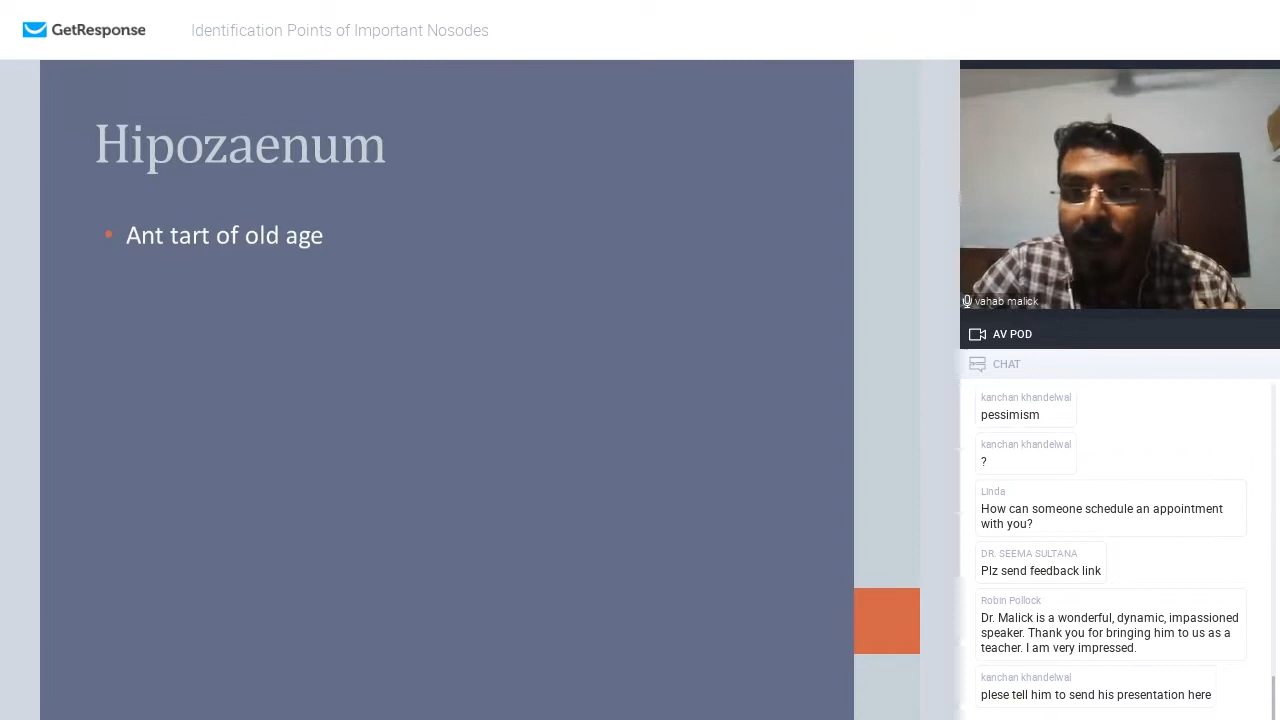 GetResponse
Identification Points of Important Nosodes
Hipozaenum
• Ant tart of old age
vahab malick
AV POD
CHAT
kanchan khandelwal
pessimism
kanchan khandelwal
?
Linda
How can someone schedule an appointment
with you?
DR. SEEMA SULTANA
Plz send feedback link
Robin Pollock
Dr. Malick is a wonderful, dynamic, impassioned
speaker. Thank you for bringing him to us as a
teacher. I am very impressed.
kanchan khandelwal
plese tell him to send his presentation here